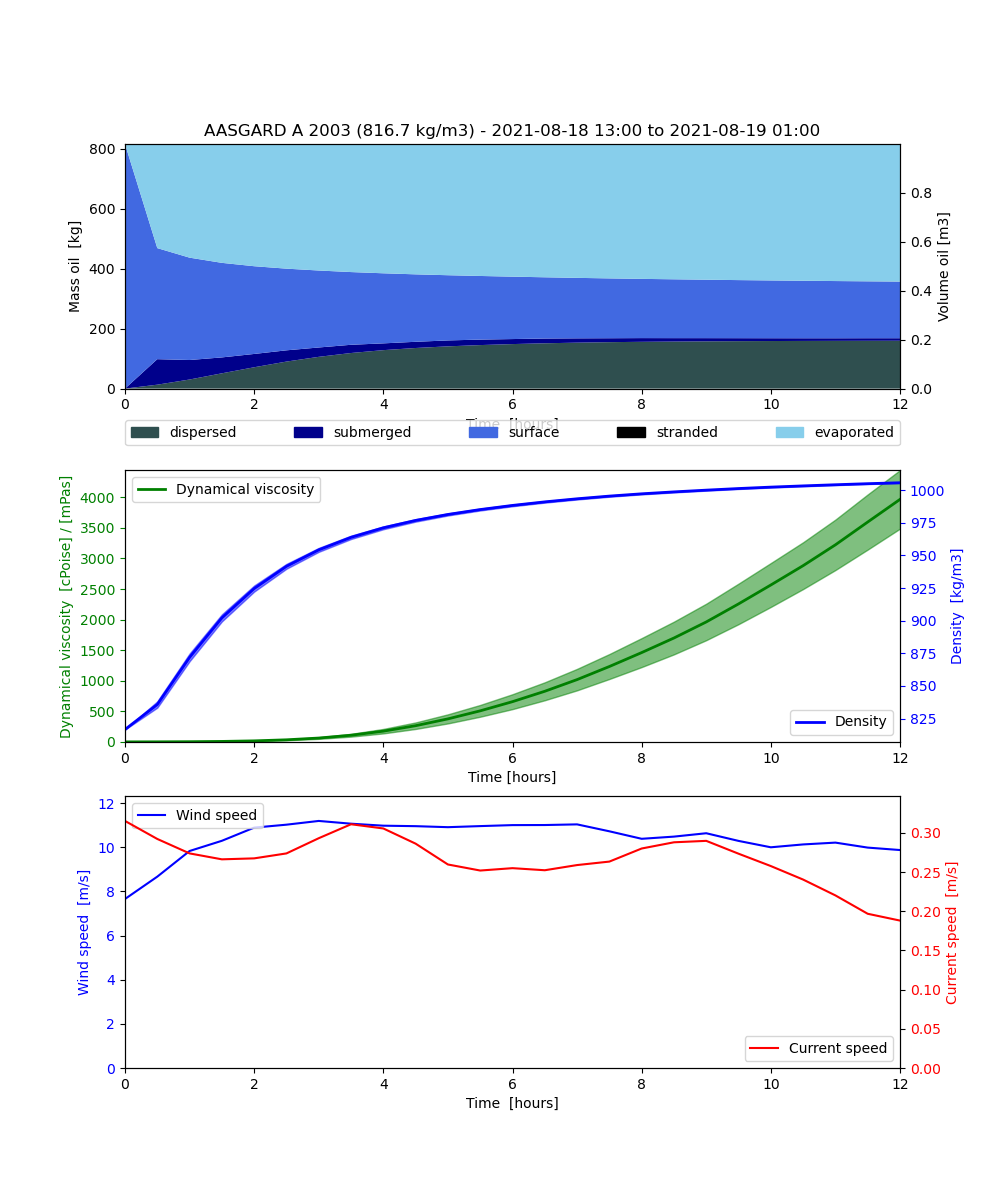 AASGARD A 2003 (816.7 kg/m3) - 2021-08-18 13:00 to 2021-08-19 01:00
Mass oil  [kg]
800
600
400
200
0
Volume oil [m3]
0.8
0.6
0.4
0.2
0.0
0 2 4 6 8 10 12
Time  [hours]
dispersed submerged surface stranded evaporated
Dynamical viscosity  [cPoise] / [mPas]
4000
3500
3000
2500
2000
1500
1000
500
0
Dynamical viscosity
Density  [kg/m3]
1000
975
950
925
900
875
850
825
Density
0 2 4 6 8 10 12
Time [hours]
Wind speed  [m/s]
12
10
8
6
4
2
0
Wind speed
Current speed  [m/s]
0.30
0.25
0.20
0.15
0.10
0.05
0.00
Current speed
0 2 4 6 8 10 12
Time  [hours]